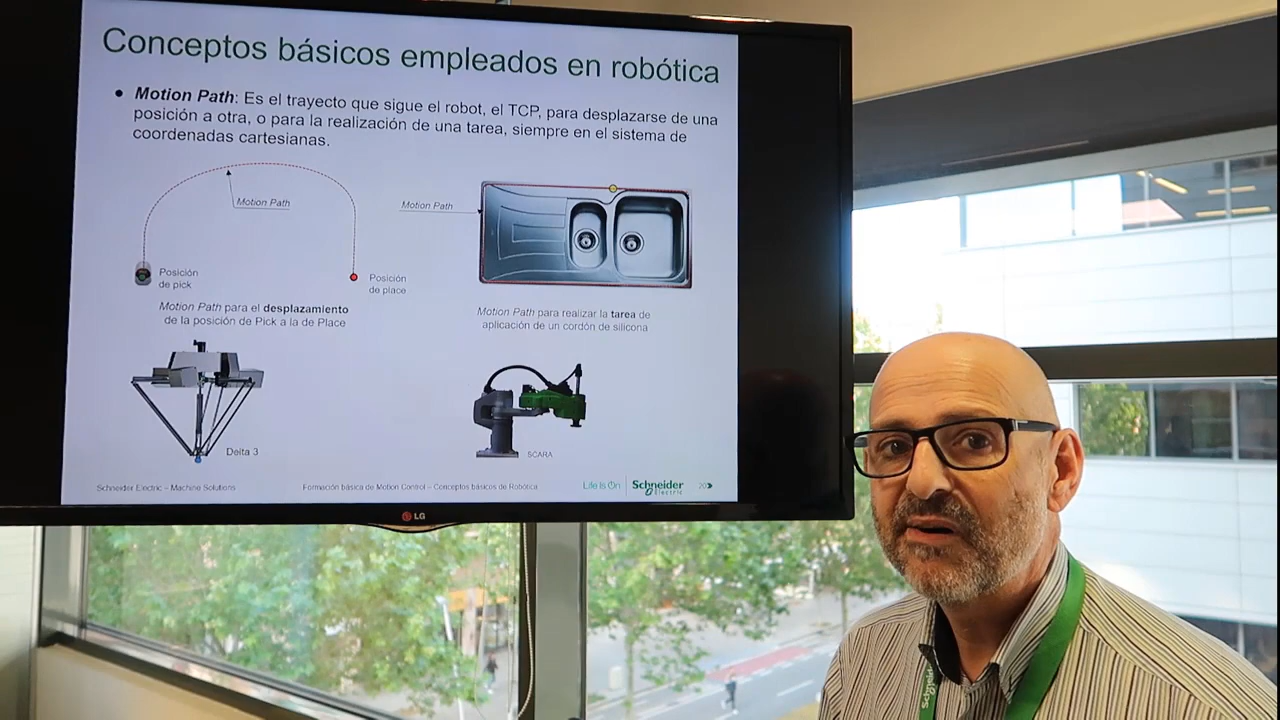 Conceptos básicos empleados en robótica
• Motion Path: Es el trayecto que sigue el robot, el TCP, para desplazarse de una
posición a otra, o para la realización de una tarea, siempre en el sistema de
coordenadas cartesianas.
Motion Path
Posición
de pick
Posición
de place
Motion Path para el desplazamiento
de la posición de Pick a la de Place
Motion Path
Motion Path para realizar la tarea de
aplicación de un cordón de silicona
Delta 3
SCARA
Schneider Electric – Machine Solutions
Formación básica de Motion Control – Conceptos básicos de Robótica
Life Is On
Schneider
Electric
LG
Schneider